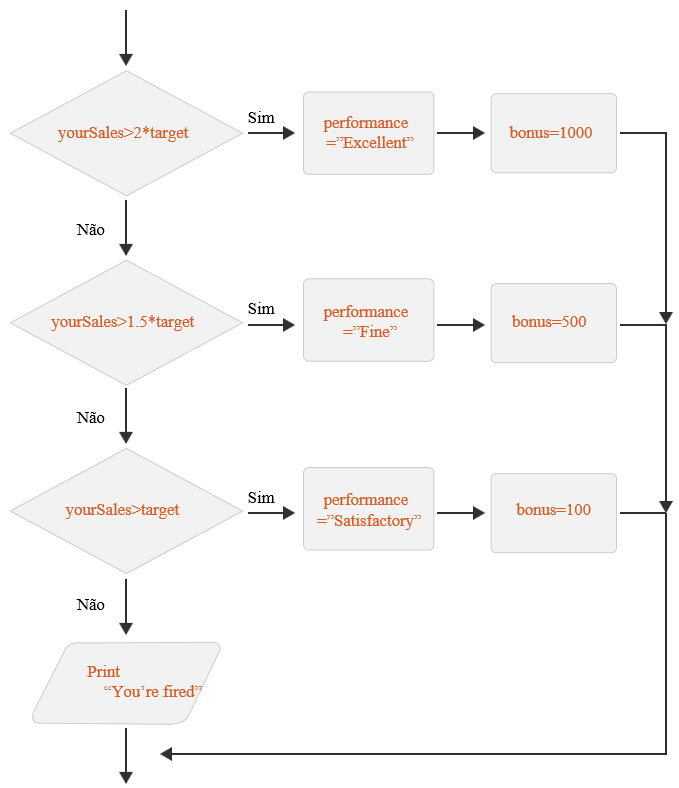 yourSales>2*target
Sim
performance
=”Excellent”
bonus=1000
Não
yourSales>1.5*target
Sim
performance
=”Fine”
bonus=500
Não
yourSales>target
Sim
performance
=”Satisfactory”
bonus=100
Não
Print
“You’re fired”